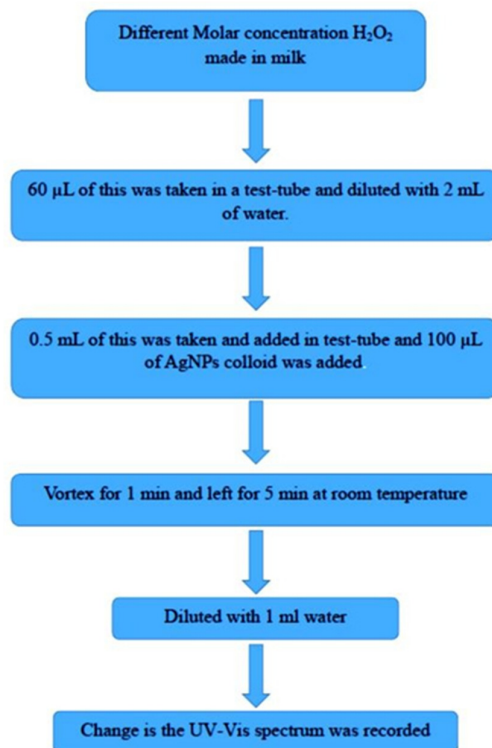 Different Molar concentration H₂O₂
made in milk
60 µL of this was taken in a test-tube and diluted with 2 mL
of water.
0.5 mL of this was taken and added in test-tube and 100 µL
of AgNPs colloid was added.
Vortex for 1 min and left for 5 min at room temperature
Diluted with 1 ml water
Change is the UV-Vis spectrum was recorded